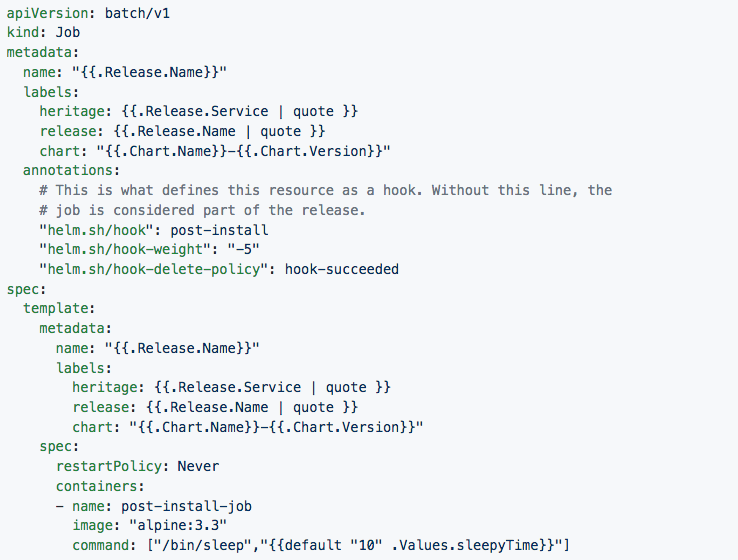 apiVersion: batch/v1
kind: Job
metadata:
  name: "{{.Release.Name}}"
  labels:
    heritage: {{.Release.Service | quote }}
    release: {{.Release.Name | quote }}
    chart: "{{.Chart.Name}}-{{.Chart.Version}}"
  annotations:
    # This is what defines this resource as a hook. Without this line, the
    # job is considered part of the release.
    "helm.sh/hook": post-install
    "helm.sh/hook-weight": "-5"
    "helm.sh/hook-delete-policy": hook-succeeded
spec:
  template:
    metadata:
      name: "{{.Release.Name}}"
      labels:
        heritage: {{.Release.Service | quote }}
        release: {{.Release.Name | quote }}
        chart: "{{.Chart.Name}}-{{.Chart.Version}}"
    spec:
      restartPolicy: Never
      containers:
      - name: post-install-job
        image: "alpine:3.3"
        command: ["/bin/sleep","{{default "10" .Values.sleepyTime}}"]